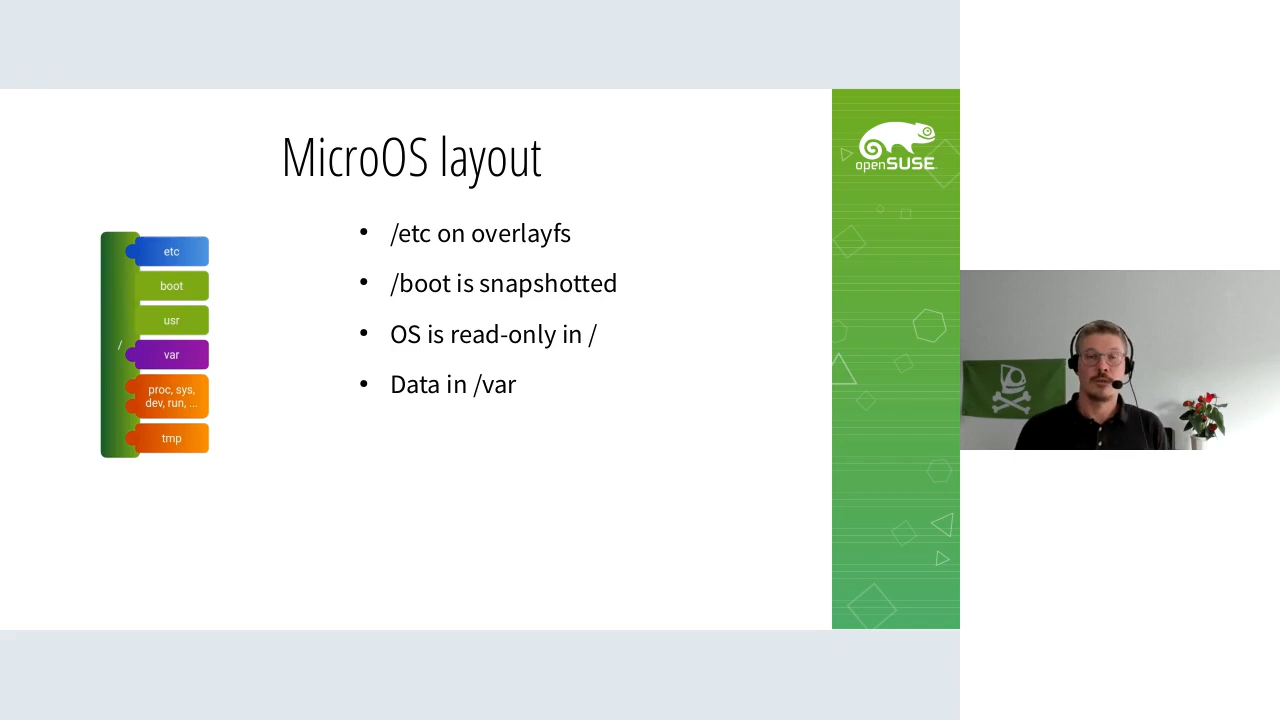 MicroOS layout
etc
boot
usr
/
var
proc, sys,
dev, run, ...
tmp
• /etc on overlayfs
• /boot is snapshotted
• OS is read-only in /
• Data in /var
openSUSE